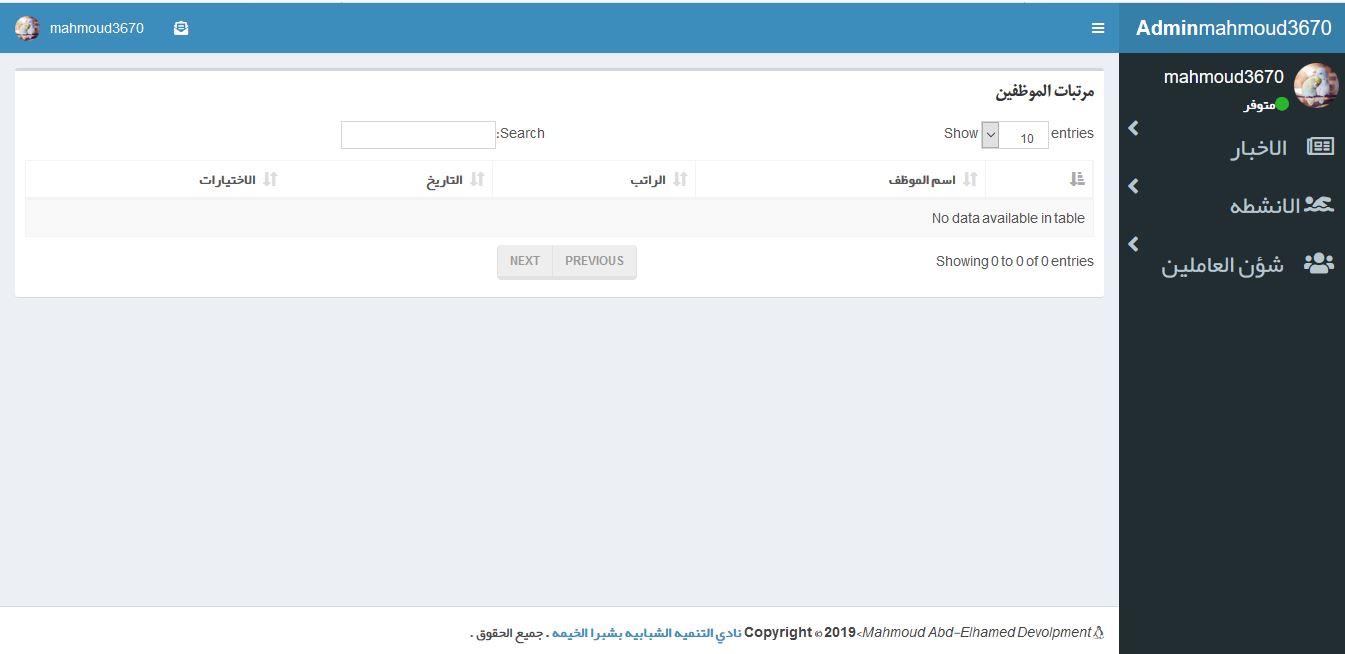 Adminmahmoud3670
mahmoud3670
mahmoud3670
متوفر
الاخبار
الانشطه
شؤن العاملين
مرتبات الموظفين
Show 10 entries
Search:
اسم الموظف الراتب التاريخ الاختيارات
No data available in table
Showing 0 to 0 of 0 entries
PREVIOUS NEXT
Mahmoud Abd-Elhamed Devolpment> Copyright © 2019 نادي التنميه الشبابيه بشبرا الخيمه . جميع الحقوق .